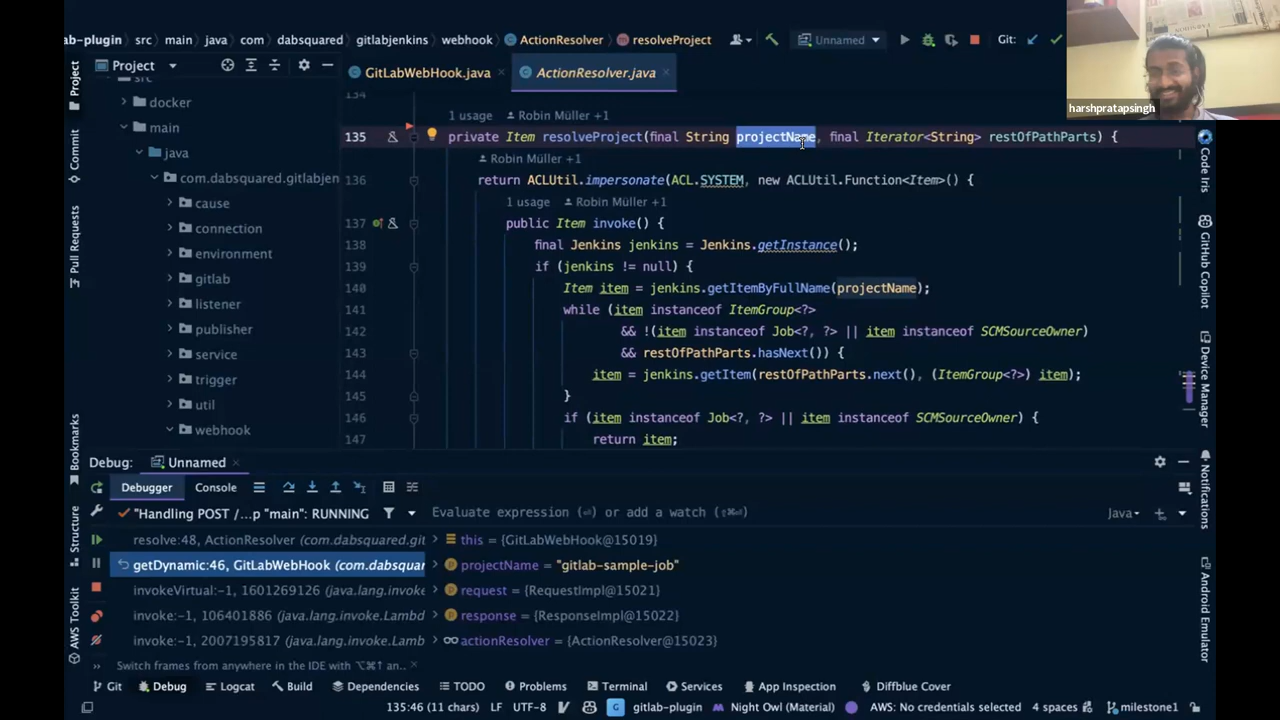 ab-plugin › src › main › java › com › dabsquared › gitlabjenkins › webhook › ActionResolver › resolveProject Unnamed Git:
harshpratapsingh
Project
GitLabWebHook.java ActionResolver.java
src
docker
main
java
com.dabsquared.gitlabjen
cause
connection
environment
gitlab
listener
publisher
service
trigger
util
webhook
134
1 usage Robin Müller +1
135 private Item resolveProject(final String projectName, final Iterator<String> restOfPathParts) {
Robin Müller +1
136 return ACLUtil.impersonate(ACL.SYSTEM, new ACLUtil.Function<Item>() {
1 usage Robin Müller +1
137 public Item invoke() {
138 final Jenkins jenkins = Jenkins.getInstance();
139 if (jenkins != null) {
140 Item item = jenkins.getItemByFullName(projectName);
141 while (item instanceof ItemGroup<?>
142 && !(item instanceof Job<?, ?> || item instanceof SCMSourceOwner)
143 && restOfPathParts.hasNext()) {
144 item = jenkins.getItem(restOfPathParts.next(), (ItemGroup<?>) item);
145 }
146 if (item instanceof Job<?, ?> || item instanceof SCMSourceOwner) {
147 return item;
Project
Commit
Pull Requests
Bookmarks
Structure
AWS Toolkit
Code Iris
GitHub Copilot
Device Manager
Notifications
Android Emulator
Debug: Unnamed
Debugger Console
"Handling POST /...p "main": RUNNING
Evaluate expression (⏎) or add a watch (⇧⌘⏎) Java
resolve:48, ActionResolver (com.dabsquared.git
getDynamic:46, GitLabWebHook (com.dabsquar
invokeVirtual:-1, 1601269126 (java.lang.invoke
invoke:-1, 106401886 (java.lang.invoke.Lambd
invoke:-1, 2007195817 (java.lang.invoke.Lamb
Switch frames from anywhere in the IDE with ⌥⌘↑ an..
this = {GitLabWebHook@15019}
projectName = "gitlab-sample-job"
request = {RequestImpl@15021}
response = {ResponseImpl@15022}
actionResolver = {ActionResolver@15023}
Git Debug Logcat Build Dependencies TODO Problems Terminal Services App Inspection Diffblue Cover
135:46 (11 chars) LF UTF-8 gitlab-plugin Night Owl (Material) AWS: No credentials selected 4 spaces milestone1